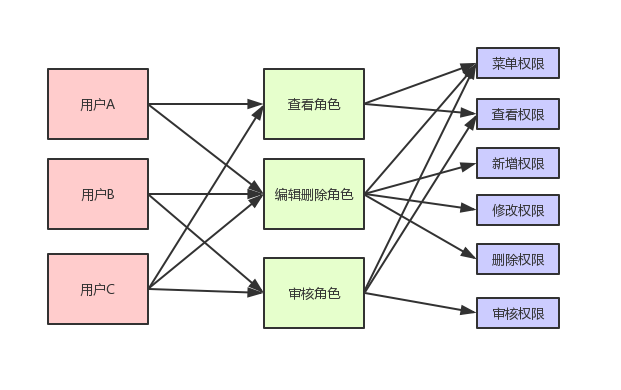 用户A
用户B
用户C
查看角色
编辑删除角色
审核角色
菜单权限
查看权限
新增权限
修改权限
删除权限
审核权限